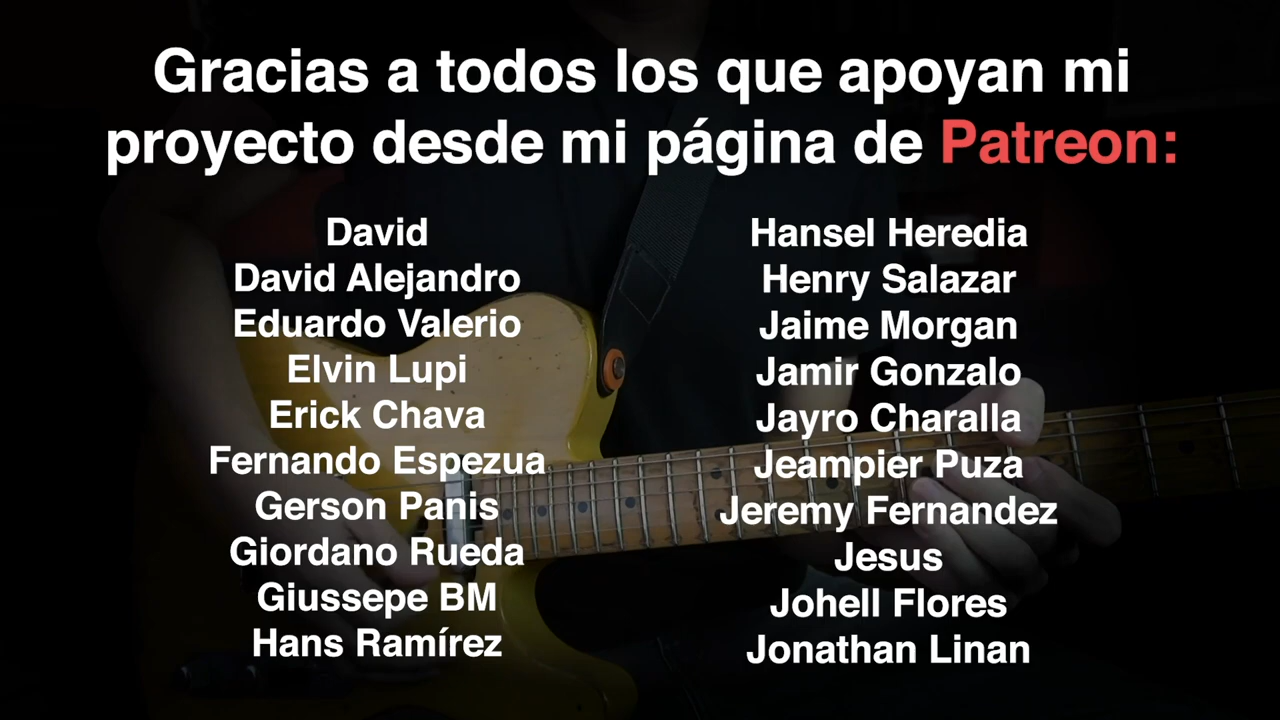 Gracias a todos los que apoyan mi
proyecto desde mi página de Patreon:
David
David Alejandro
Eduardo Valerio
Elvin Lupi
Erick Chava
Fernando Espezua
Gerson Panis
Giordano Rueda
Giussepe BM
Hans Ramírez
Hansel Heredia
Henry Salazar
Jaime Morgan
Jamir Gonzalo
Jayro Charalla
Jeampier Puza
Jeremy Fernandez
Jesus
Johell Flores
Jonathan Linan